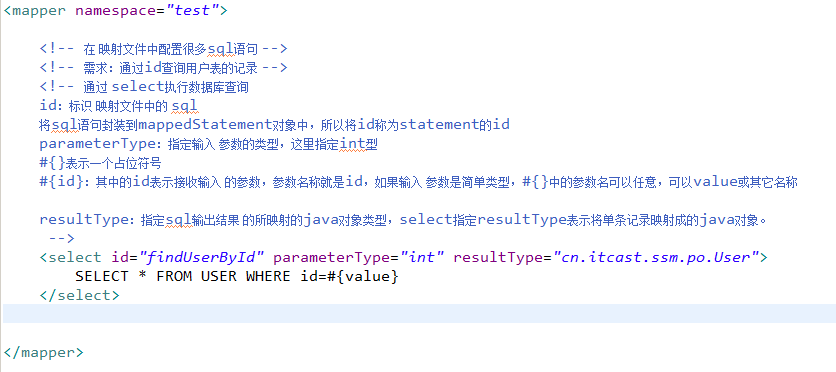 <mapper namespace="test">
<!-- 在 映射文件中配置很多sql语句 -->
<!-- 需求：通过id查询用户表的记录 -->
<!-- 通过 select执行数据库查询
id：标识 映射文件中的 sql
将sql语句封装到mappedStatement对象中，所以将id称为statement的id
parameterType：指定输入 参数的类型，这里指定int型
#{}表示一个占位符号
#{id}：其中的id表示接收输入 的参数，参数名称就是id，如果输入 参数是简单类型，#{}中的参数名可以任意，可以value或其它名称
resultType：指定sql输出结果 的所映射的java对象类型，select指定resultType表示将单条记录映射成的java对象。
-->
<select id="findUserById" parameterType="int" resultType="cn.itcast.ssm.po.User">
SELECT * FROM USER WHERE id=#{value}
</select>
</mapper>